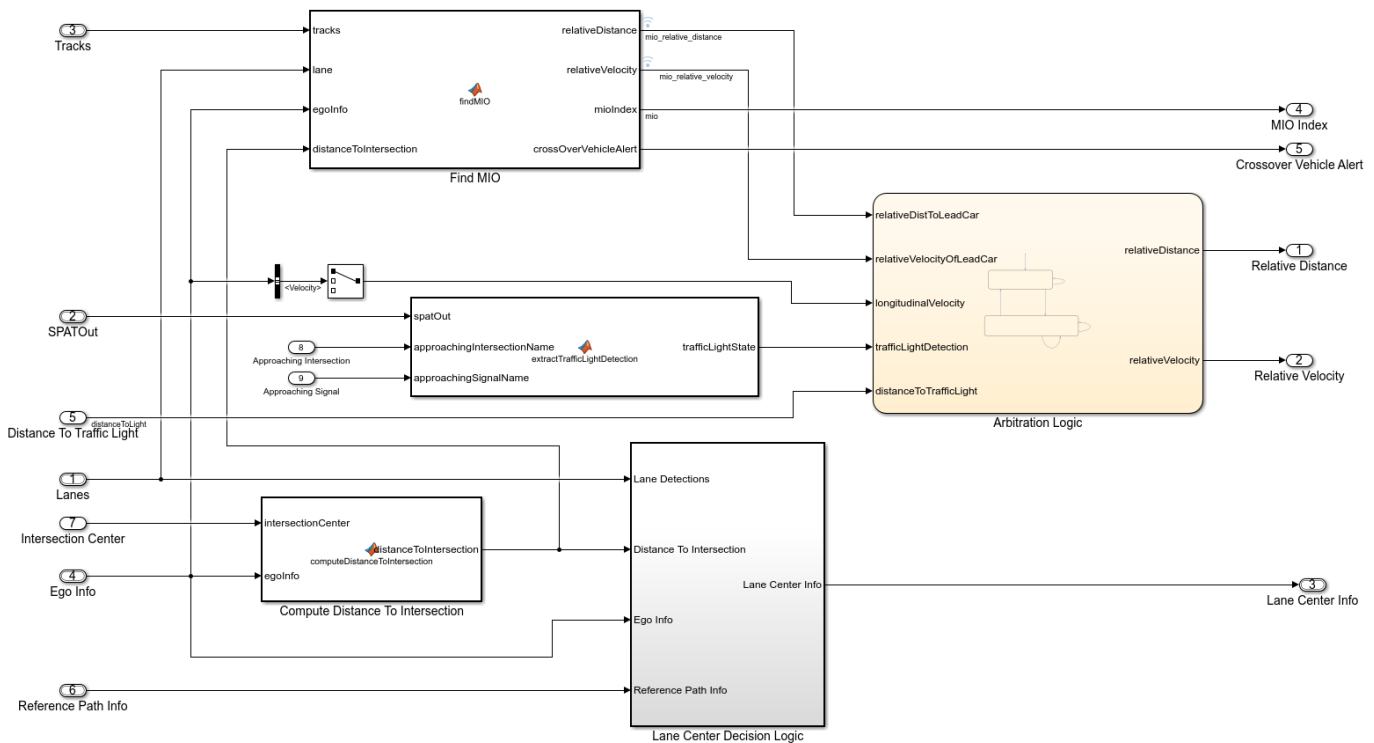 3
Tracks
tracks
lane
egoInfo
distanceToIntersection
findMIO
relativeDistance
relativeVelocity
mioIndex
crossOverVehicleAlert
Find MIO
mio_relative_distance
mio_relative_velocity
mio
4
MIO Index
5
Crossover Vehicle Alert
<Velocity>
2
SPATOut
8
Approaching Intersection
9
Approaching Signal
spatOut
approachingIntersectionName
approachingSignalName
extractTrafficLightDetection
trafficLightState
relativeDistToLeadCar
relativeVelocityOfLeadCar
longitudinalVelocity
trafficLightDetection
distanceToTrafficLight
relativeDistance
relativeVelocity
Arbitration Logic
1
Relative Distance
2
Relative Velocity
5
distanceToLight
Distance To Traffic Light
1
Lanes
7
Intersection Center
4
Ego Info
intersectionCenter
egoInfo
distanceToIntersection
computeDistanceToIntersection
Compute Distance To Intersection
Lane Detections
Distance To Intersection
Ego Info
Reference Path Info
Lane Center Info
Lane Center Decision Logic
3
Lane Center Info
6
Reference Path Info